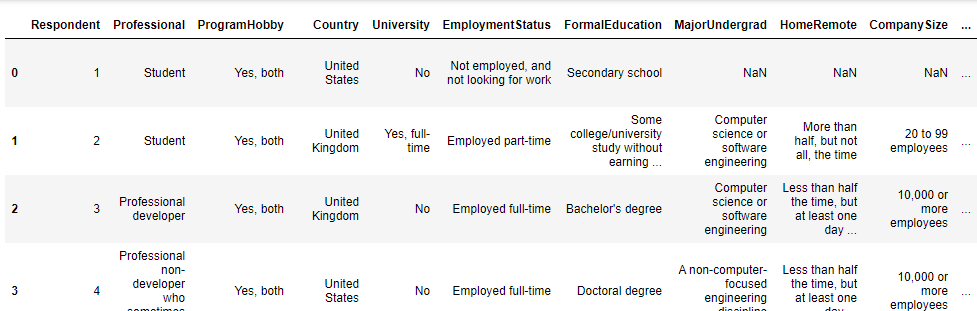 Respondent Professional ProgramHobby Country University EmploymentStatus FormalEducation MajorUndergrad HomeRemote CompanySize ...
0 1 Student Yes, both United States No Not employed, and not looking for work Secondary school NaN NaN NaN ...
1 2 Student Yes, both United Kingdom Yes, full-time Employed part-time Some college/university study without earning ... Computer science or software engineering More than half, but not all, the time 20 to 99 employees ...
2 3 Professional developer Yes, both United Kingdom No Employed full-time Bachelor's degree Computer science or software engineering Less than half the time, but at least one day ... 10,000 or more employees ...
3 4 Professional non-developer who sometimes Yes, both United States No Employed full-time Doctoral degree A non-computer-focused engineering discipline Less than half the time, but at least one day ... 10,000 or more employees ...